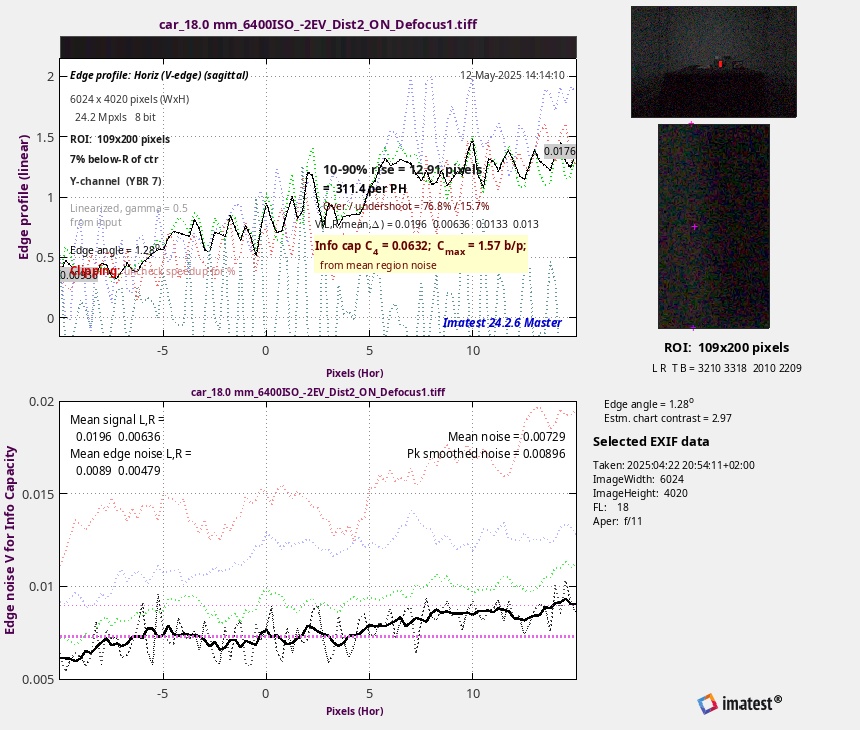 car_18.0 mm_6400ISO_-2EV_Dist2_ON_Defocus1.tiff
Edge profile: Horiz (V-edge) (sagittal)
12-May-2025 14:14:10
6024 x 4020 pixels (WxH)
24.2 Mpxls 8 bit
ROI: 109x200 pixels
7% below-R of ctr
Y-channel (YBR 7)
Linearized, gamma = 0.5
from input
Edge angle = 1.28°
Clipping: uncheck speedup for %
0.00936
10-90% rise = 12.91 pixels
= 311.4 per PH
Over / undershoot = 76.8% / 15.7%
0.0196 0.00636 0.0133 0.013
Info cap C4 = 0.0632; Cmax = 1.57 b/p;
from mean region noise
0.0176
Imatest 24.2.6 Master
Edge profile (linear)
2
1.5
1
0.5
0
-5
0
5
10
Pixels (Hor)
car_18.0 mm_6400ISO_-2EV_Dist2_ON_Defocus1.tiff
Mean signal L,R =
0.0196 0.00636
Mean edge noise L,R =
0.0089 0.00479
Mean noise = 0.00729
Pk smoothed noise = 0.00896
Edge noise V for Info Capacity
0.02
0.015
0.01
0.005
-5
0
5
10
Pixels (Hor)
ROI: 109x200 pixels
L R T B = 3210 3318 2010 2209
Edge angle = 1.28°
Estm. chart contrast = 2.97
Selected EXIF data
Taken: 2025:04:22 20:54:11+02:00
ImageWidth: 6024
ImageHeight: 4020
FL: 18
Aper: f/11
imatest®